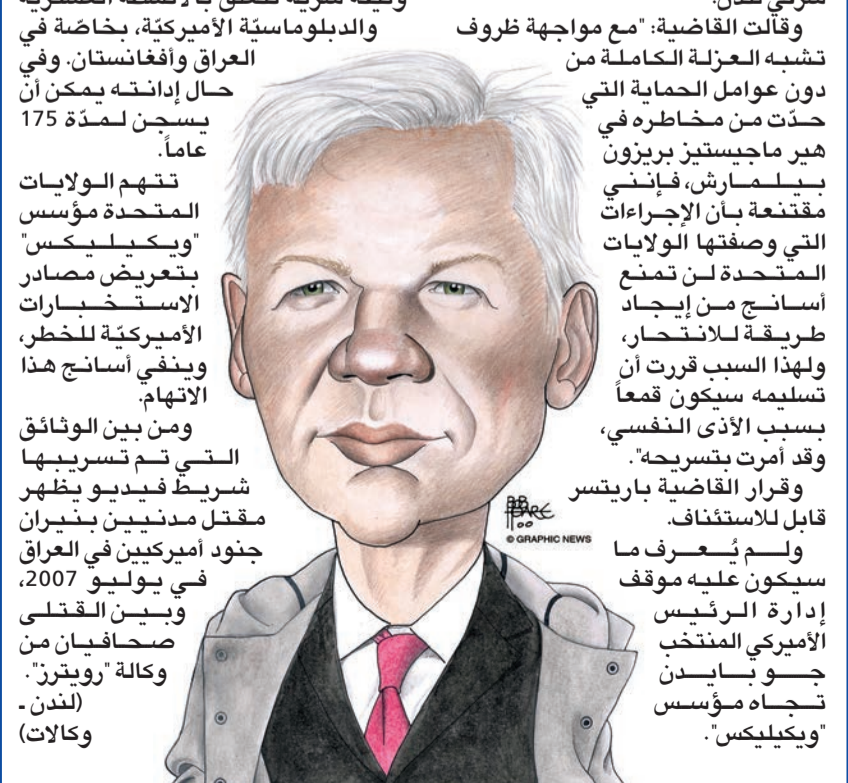 شرقي لندن.
وقالت القاضية: "مع مواجهة ظروف
تشبه العزلة الكاملة من
دون عوامل الحماية التي
حدّت من مخاطره في
هير ماجيستيز بريزون
بيلمارش، فإنني
مقتنعة بأن الإجراءات
التي وصفتها الولايات
المتحدة لن تمنع
أسانج من إيجاد
طريقة للانتحار،
ولهذا السبب قررت أن
تسليمه سيكون قمعاً
بسبب الأذى النفسي،
وقد أمرت بتسريحه".
وقرار القاضية باريتسر
قابل للاستئناف.
ولم يُعرف ما
سيكون عليه موقف
إدارة الرئيس
الأميركي المنتخب
جو بايدن
تجاه مؤسس
"ويكيليكس".
والدبلوماسيّة الأميركيّة، بخاصّة في
العراق وأفغانستان. وفي
حال إدانته يمكن أن
يسجن لمدّة 175
عاماً.
تتهم الولايات
المتحدة مؤسس
"ويكيليكس"
بتعريض مصادر
الاستخبارات
الأميركيّة للخطر،
وينفي أسانج هذا
الاتهام.
ومن بين الوثائق
التي تم تسريبها
شريط فيديو يظهر
مقتل مدنيين بنيران
جنود أميركيين في العراق
في يوليو 2007،
وبين القتلى
صحافيان من
وكالة "رويترز".
(لندن -
وكالات)
© GRAPHIC NEWS